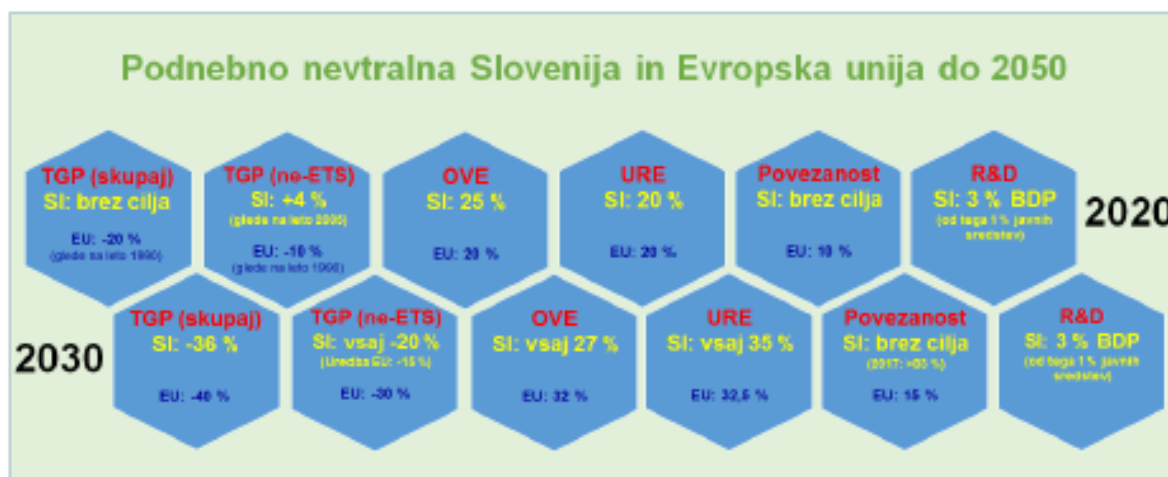 Podnebno nevtralna Slovenija in Evropska unija do 2050
TGP (skupaj)
SI: brez cilja
EU: -20 %
(glede na leto 1990)
TGP (ne-ETS)
SI: +4 %
(glede na leto 2005)
EU: -10 %
(glede na leto 1990)
OVE
SI: 25 %
EU: 20 %
URE
SI: 20 %
EU: 20 %
Povezanost
SI: brez cilja
EU: 10 %
R&D
SI: 3 % BDP
(od tega 1% javnih
sredstev)
2020
2030
TGP (skupaj)
SI: -36 %
EU: -40 %
TGP (ne-ETS)
SI: vsaj -20 %
(Uredba EU: -15 %)
EU: -30 %
OVE
SI: vsaj 27 %
EU: 32 %
URE
SI: vsaj 35 %
EU: 32,5 %
Povezanost
SI: brez cilja
EU: 15 %
R&D
SI: 3 % BDP
(od tega 1% javnih
sredstev)